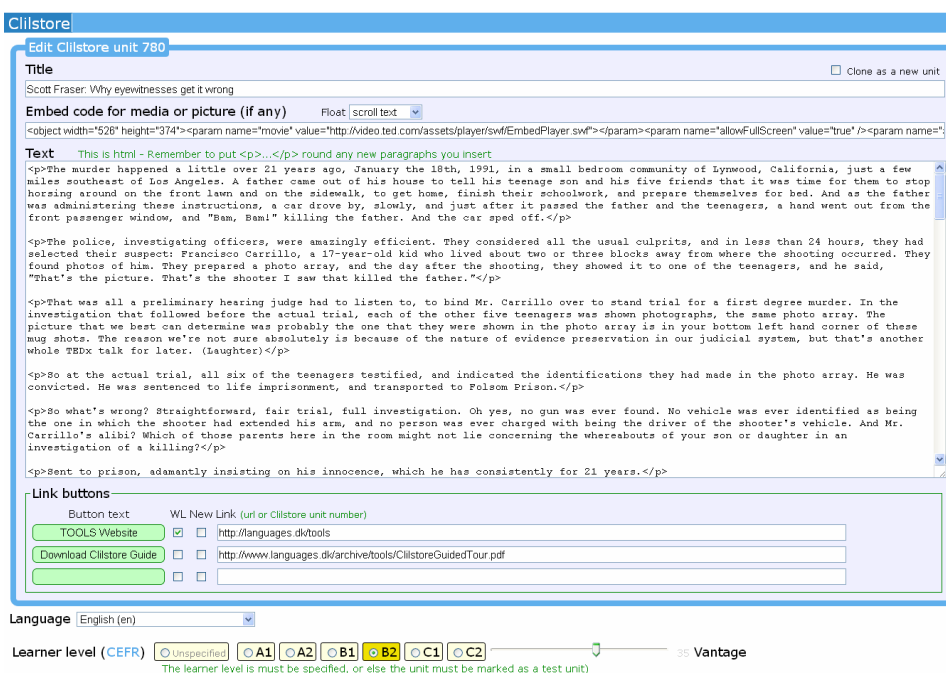 Clilstore
Edit Clilstore unit 780
Title
Clone as a new unit
Scott Fraser: Why eyewitnesses get it wrong
Embed code for media or picture (if any) Float scroll text
<object width="526" height="374"><param name="movie" value="http://video.ted.com/assets/player/swf/EmbedPlayer.swf"></param><param name="allowFullScreen" value="true" /><param name="
Text This is html - Remember to put <p>...</p> round any new paragraphs you insert
<p>The murder happened a little over 21 years ago, January the 18th, 1991, in a small bedroom community of Lynwood, California, just a few
miles southeast of Los Angeles. A father came out of his house to tell his teenage son and his five friends that it was time for them to stop
horsing around on the front lawn and on the sidewalk, to get home, finish their schoolwork, and prepare themselves for bed. And as the father
was administering these instructions, a car drove by, slowly, and just after it passed the father and the teenagers, a hand went out from the
front passenger window, and "Bam, Bam!" killing the father. And the car sped off.</p>
<p>The police, investigating officers, were amazingly efficient. They considered all the usual culprits, and in less than 24 hours, they had
selected their suspect: Francisco Carrillo, a 17-year-old kid who lived about two or three blocks away from where the shooting occurred. They
found photos of him. They prepared a photo array, and the day after the shooting, they showed it to one of the teenagers, and he said,
"That's the picture. That's the shooter I saw that killed the father."</p>
<p>That was all a preliminary hearing judge had to listen to, to bind Mr. Carrillo over to stand trial for a first degree murder. In the
investigation that followed before the actual trial, each of the other five teenagers was shown photographs, the same photo array. The
picture that we best can determine was probably the one that they were shown in the photo array is in your bottom left hand corner of these
mug shots. The reason we're not sure absolutely is because of the nature of evidence preservation in our judicial system, but that's another
whole TEDx talk for later. (Laughter)</p>
<p>So at the actual trial, all six of the teenagers testified, and indicated the identifications they had made in the photo array. He was
convicted. He was sentenced to life imprisonment, and transported to Folsom Prison.</p>
<p>So what's wrong? Straightforward, fair trial, full investigation. Oh yes, no gun was ever found. No vehicle was ever identified as being
the one in which the shooter had extended his arm, and no person was ever charged with being the driver of the shooter's vehicle. And Mr.
Carrillo's alibi? Which of those parents here in the room might not lie concerning the whereabouts of your son or daughter in an
investigation of a killing?</p>
<p>Sent to prison, adamantly insisting on his innocence, which he has consistently for 21 years.</p>
Link buttons
Button text WL New Link (url or Clilstore unit number)
TOOLS Website http://languages.dk/tools
Download Clilstore Guide http://www.languages.dk/archive/tools/ClilstoreGuidedTour.pdf
Language English (en)
Learner level (CEFR) Unspecified A1 A2 B1 B2 C1 C2 35 Vantage
The learner level is must be specified, or else the unit must be marked as a test unit)